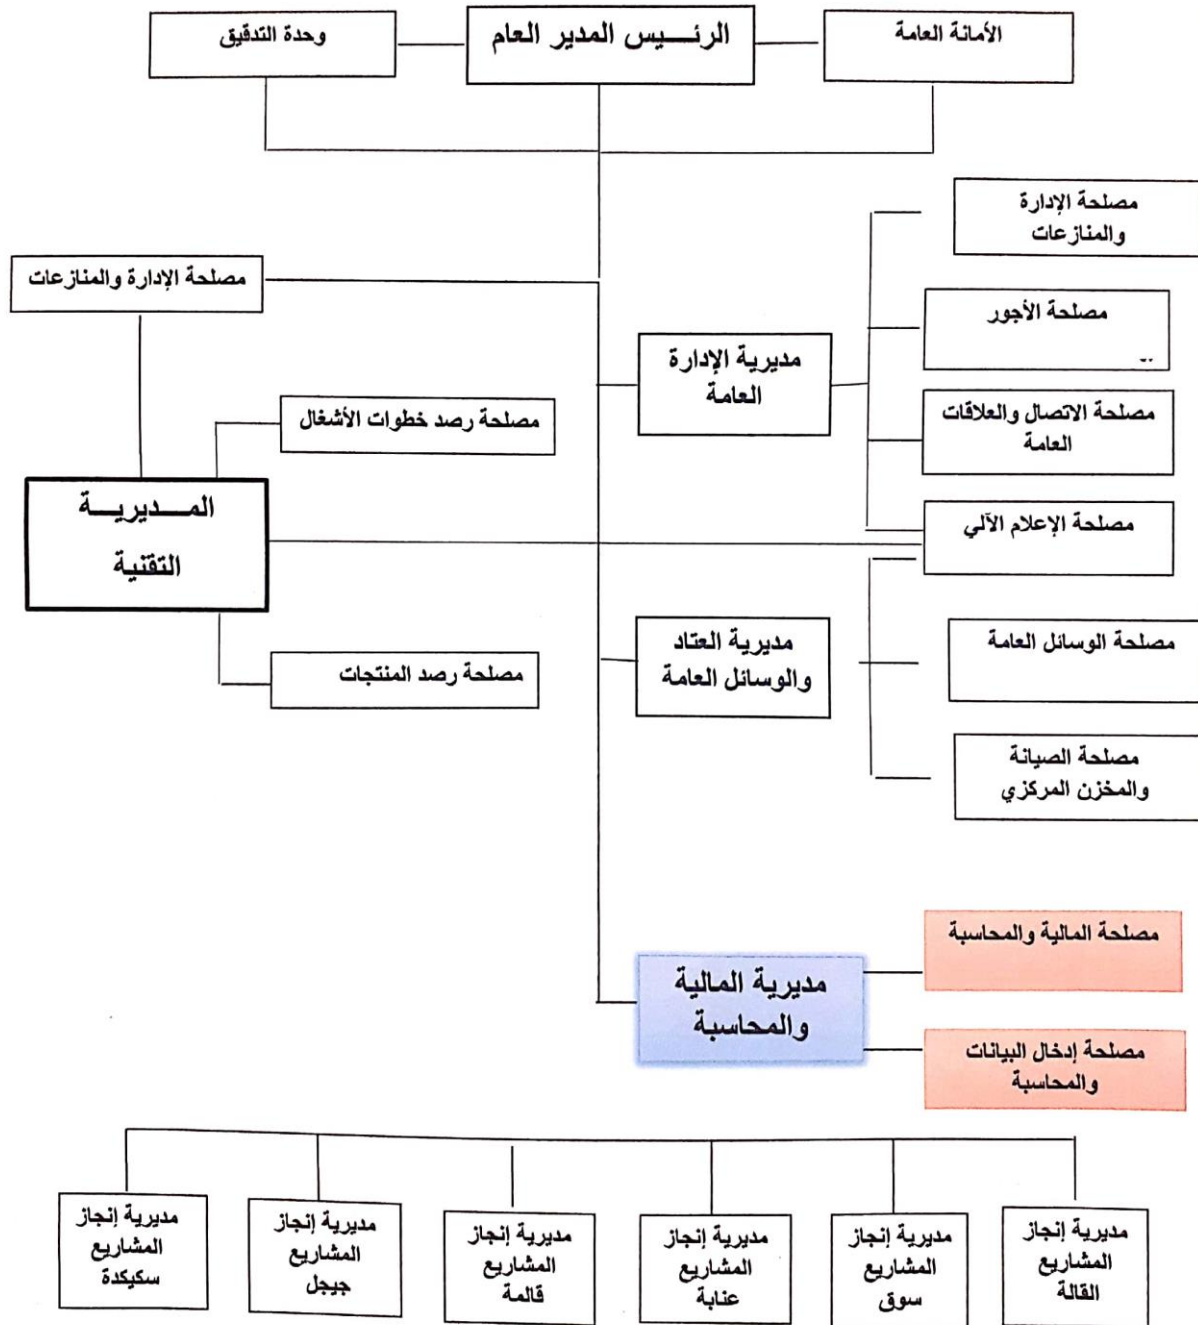 الأمانة العامة
الرئـــيس المدير العام
وحدة التدقيق
مصلحة الإدارة
والمنازعات
مصلحة الإدارة والمنازعات
مصلحة الأجور
مديرية الإدارة
العامة
مصلحة الاتصال والعلاقات
العامة
مصلحة رصد خطوات الأشغال
مصلحة الإعلام الآلي
المـــديريـــة
التقنية
مصلحة الوسائل العامة
مديرية العتاد
والوسائل العامة
مصلحة رصد المنتجات
مصلحة الصيانة
والمخزن المركزي
مصلحة المالية والمحاسبة
مديرية المالية
والمحاسبة
مصلحة إدخال البيانات
والمحاسبة
مديرية إنجاز
المشاريع
القالة
مديرية إنجاز
المشاريع
سوق
مديرية إنجاز
المشاريع
عنابة
مديرية إنجاز
المشاريع
قالمة
مديرية إنجاز
المشاريع
جيجل
مديرية إنجاز
المشاريع
سكيكدة